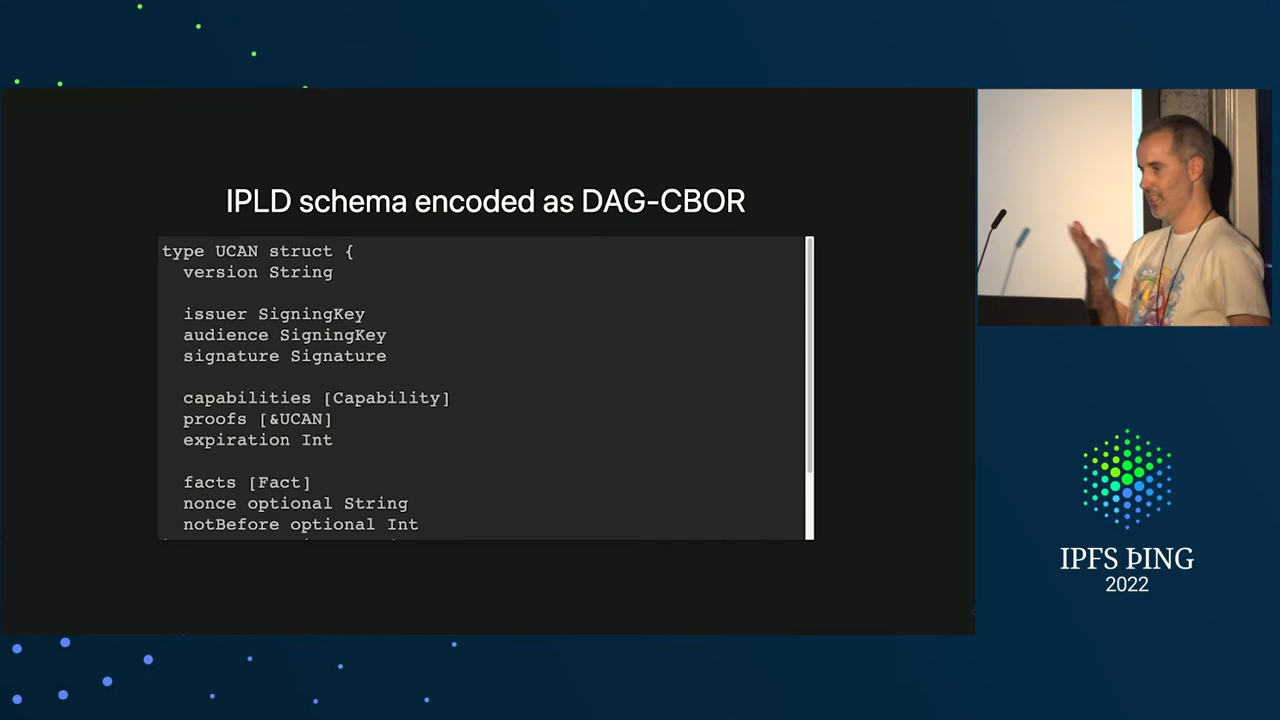 IPLD schema encoded as DAG-CBOR
type UCAN struct {
version String
issuer SigningKey
audience SigningKey
signature Signature
capabilities [Capability]
proofs [&UCAN]
expiration Int
facts [Fact]
nonce optional String
notBefore optional Int
IPFS ÞING
2022